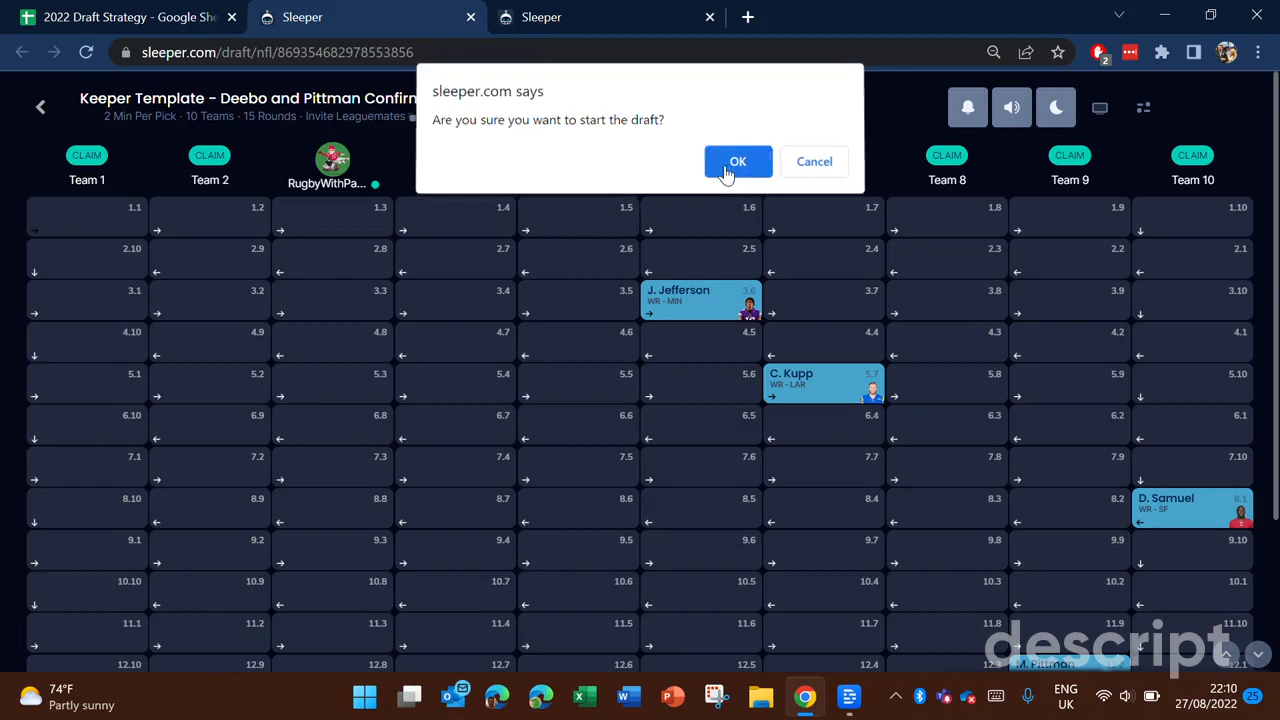 2022 Draft Strategy - Google She
Sleeper
Sleeper
sleeper.com/draft/nfl/869354682978553856
2
sleeper.com says
Are you sure you want to start the draft?
OK
Cancel
Keeper Template - Deebo and Pittman Confirm
2 Min Per Pick • 10 Teams • 15 Rounds • Invite Leaguemates
CLAIM
CLAIM
CLAIM
CLAIM
CLAIM
Team 1
Team 2
RugbyWithPa...
Team 8
Team 9
Team 10
1.1 1.2 1.3 1.4 1.5 1.6 1.7 1.8 1.9 1.10
2.10 2.9 2.8 2.7 2.6 2.5 2.4 2.3 2.2 2.1
3.1 3.2 3.3 3.4 3.5 J. Jefferson 3.6 3.7 3.8 3.9 3.10
WR - MIN
4.10 4.9 4.8 4.7 4.6 4.5 4.4 4.3 4.2 4.1
5.1 5.2 5.3 5.4 5.5 5.6 C. Kupp 5.7 5.8 5.9 5.10
WR - LAR
6.10 6.9 6.8 6.7 6.6 6.5 6.4 6.3 6.2 6.1
7.1 7.2 7.3 7.4 7.5 7.6 7.7 7.8 7.9 7.10
8.10 8.9 8.8 8.7 8.6 8.5 8.4 8.3 8.2 D. Samuel 8.1
WR - SF
9.1 9.2 9.3 9.4 9.5 9.6 9.7 9.8 9.9 9.10
10.10 10.9 10.8 10.7 10.6 10.5 10.4 10.3 10.2 10.1
11.1 11.2 11.3 11.4 11.5 11.6 11.7 11.8 11.9 11.10
descript
12.10 12.9 12.8 12.7 12.6 12.5 12.4 12.3 M. Pittman 12.1
74°F
Partly sunny
ENG
UK
22:10
27/08/2022
25